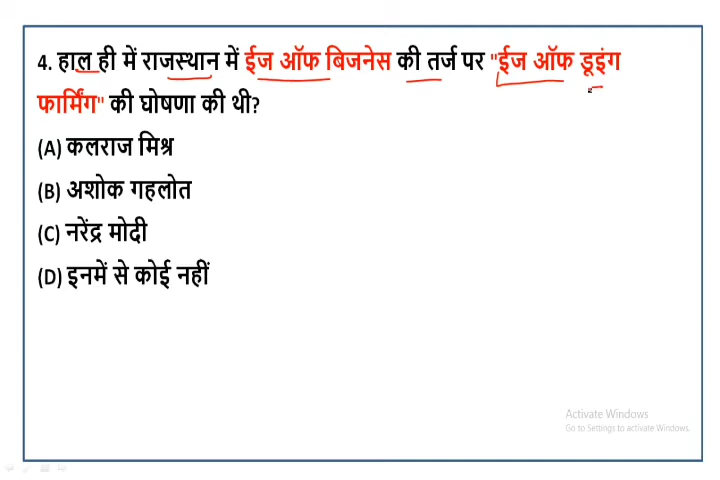 4. हाल ही में राजस्थान में ईज ऑफ बिजनेस की तर्ज पर "ईज ऑफ डूइंग
फार्मिंग" की घोषणा की थी?
(A) कलराज मिश्र
(B) अशोक गहलोत
(C) नरेंद्र मोदी
(D) इनमें से कोई नहीं
Activate Windows
Go to Settings to activate Windows.